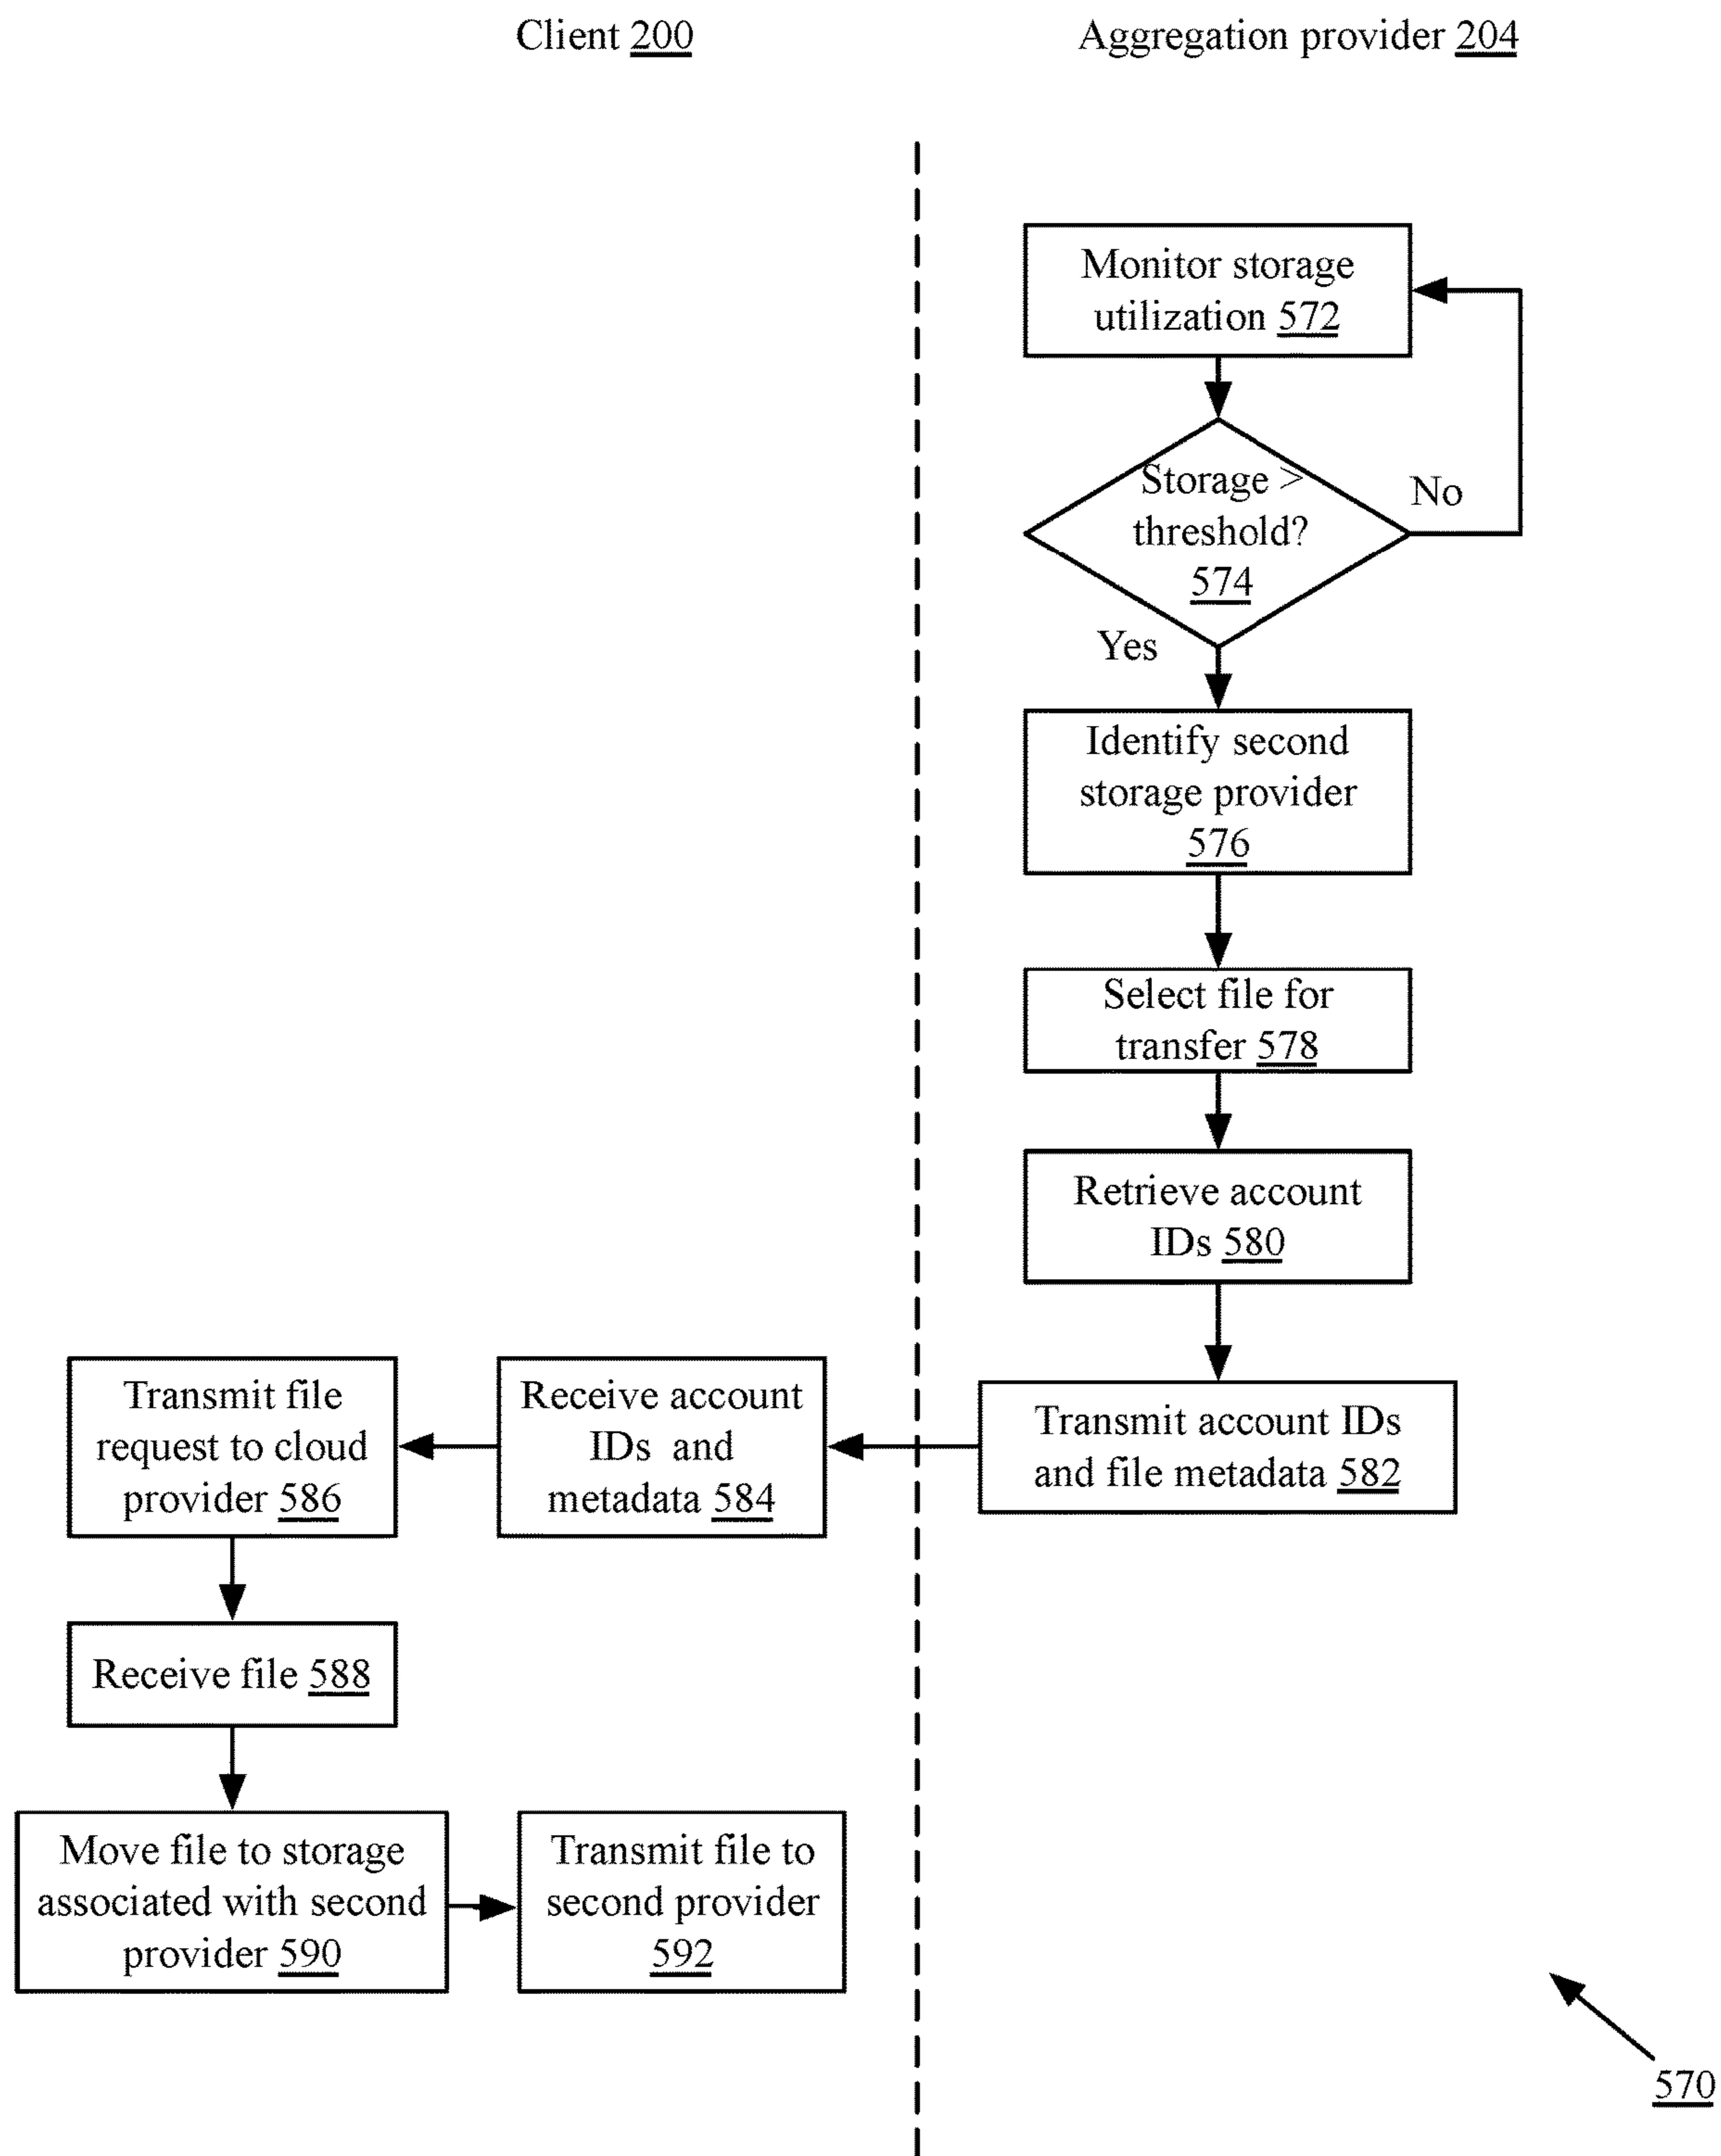 Client 200
Aggregation provider 204
Monitor storage
utilization 572
Storage >
threshold?
574
No
Yes
Identify second
storage provider
576
Select file for
transfer 578
Retrieve account
IDs 580
Transmit account IDs
and file metadata 582
Receive account
IDs and
metadata 584
Transmit file
request to cloud
provider 586
Receive file 588
Move file to storage
associated with second
provider 590
Transmit file to
second provider
592
570